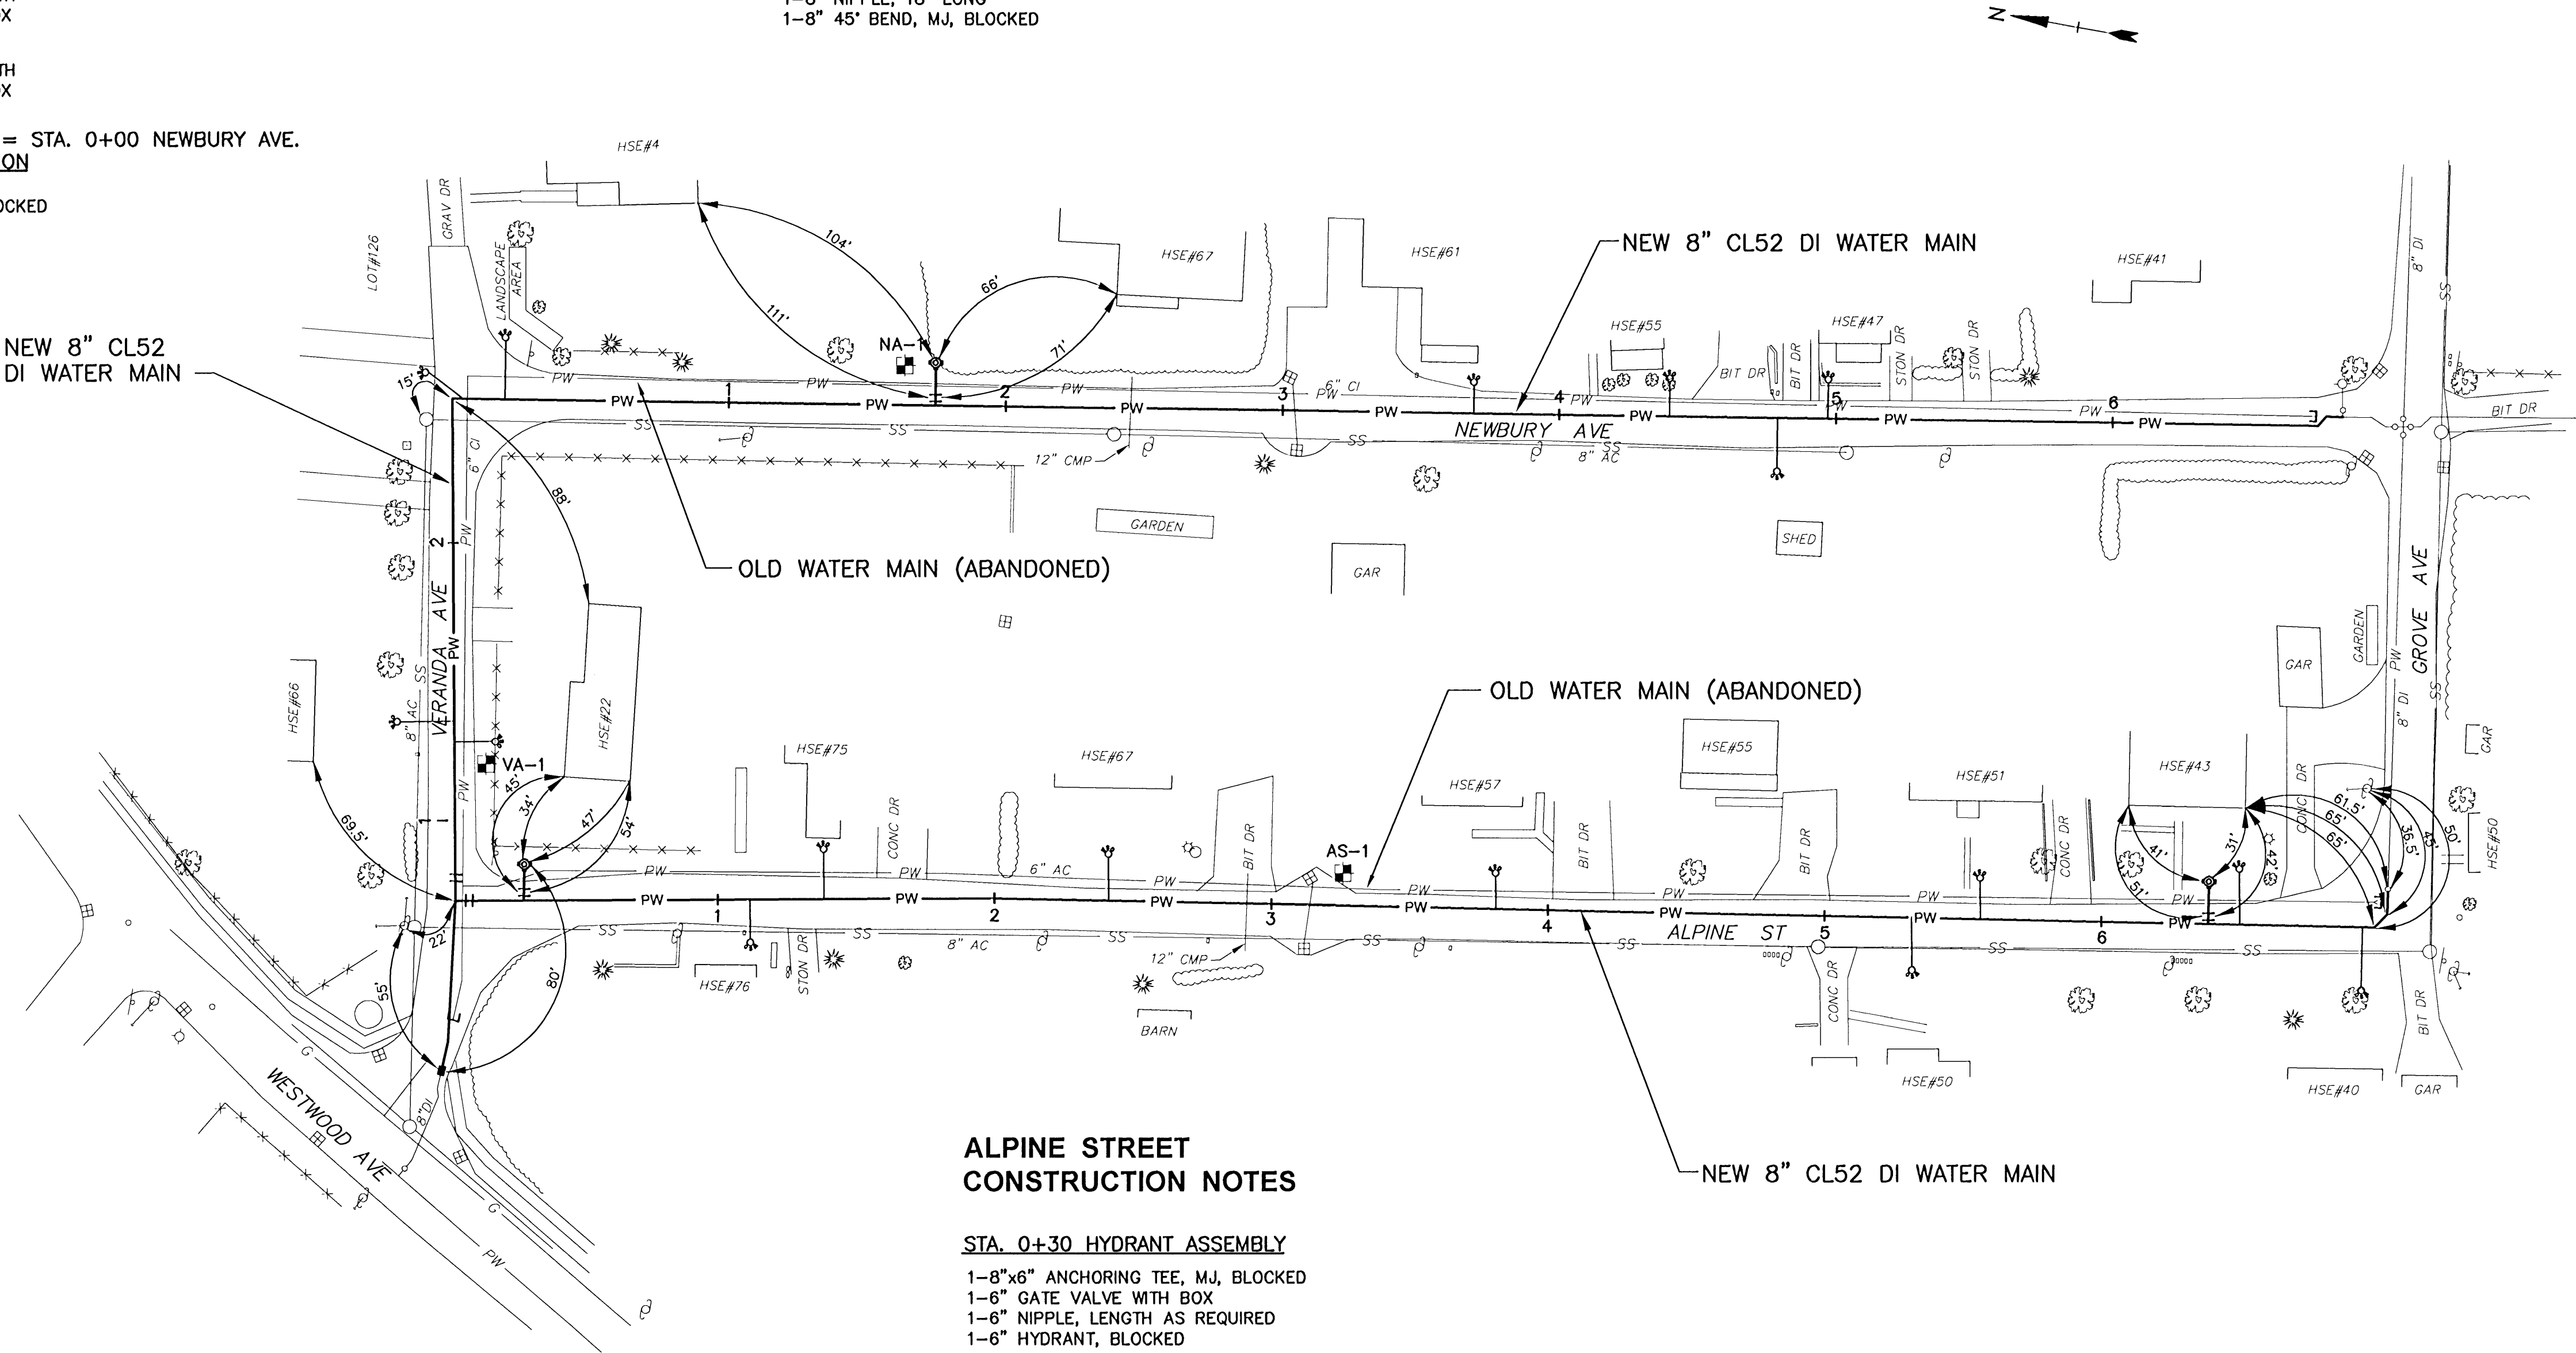 1-8" 45° BEND, MJ, BLOCKED
N
= STA. 0+00 NEWBURY AVE.
HSE#4
GRAV DR
LOT#126
LANDSCAPE
AREA
104'
111'
66'
71'
HSE#67
HSE#61
NEW 8" CL52 DI WATER MAIN
HSE#41
8" DI
SS
NEW 8" CL52
DI WATER MAIN
15'
NA-1
HSE#55
HSE#47
BIT DR
BIT DR
STON DR
STON DR
PW PW PW 6" CI PW PW PW PW
PW 1 PW 2 PW 3 PW 4 PW 5 PW 6 PW
BIT DR
SS SS SS SS
NEWBURY AVE
8" AC
12" CMP
6" CI
88'
GARDEN
GAR
SHED
OLD WATER MAIN (ABANDONED)
2
PW
VERANDA AVE
PW
SS
8" AC
1
PW
GROVE AVE
GARDEN
GAR
PW
8" DI
SS
GAR
HSE#66
HSE#22
VA-1
45'
34'
47'
54'
69.5'
OLD WATER MAIN (ABANDONED)
HSE#75
HSE#67
HSE#57
HSE#55
HSE#51
HSE#43
CONC DR
BIT DR
AS-1
BIT DR
BIT DR
CONC DR
CONC DR
41'
51'
31'
42'
61.5'
65'
65'
36.5'
45'
50'
HSE#50
PW PW 6" AC PW PW PW PW PW
PW 1 PW 2 PW 3 PW 4 PW 5 PW 6 PW
SS SS SS SS SS SS SS
8" AC
ALPINE ST
22'
55'
80'
HSE#76
STON DR
12" CMP
BARN
CONC DR
HSE#50
HSE#40
GAR
BIT DR
G
WESTWOOD AVE
8"DI
G
PW
NEW 8" CL52 DI WATER MAIN
ALPINE STREET
CONSTRUCTION NOTES
STA. 0+30 HYDRANT ASSEMBLY
1-8"x6" ANCHORING TEE, MJ, BLOCKED
1-6" GATE VALVE WITH BOX
1-6" NIPPLE, LENGTH AS REQUIRED
1-6" HYDRANT, BLOCKED